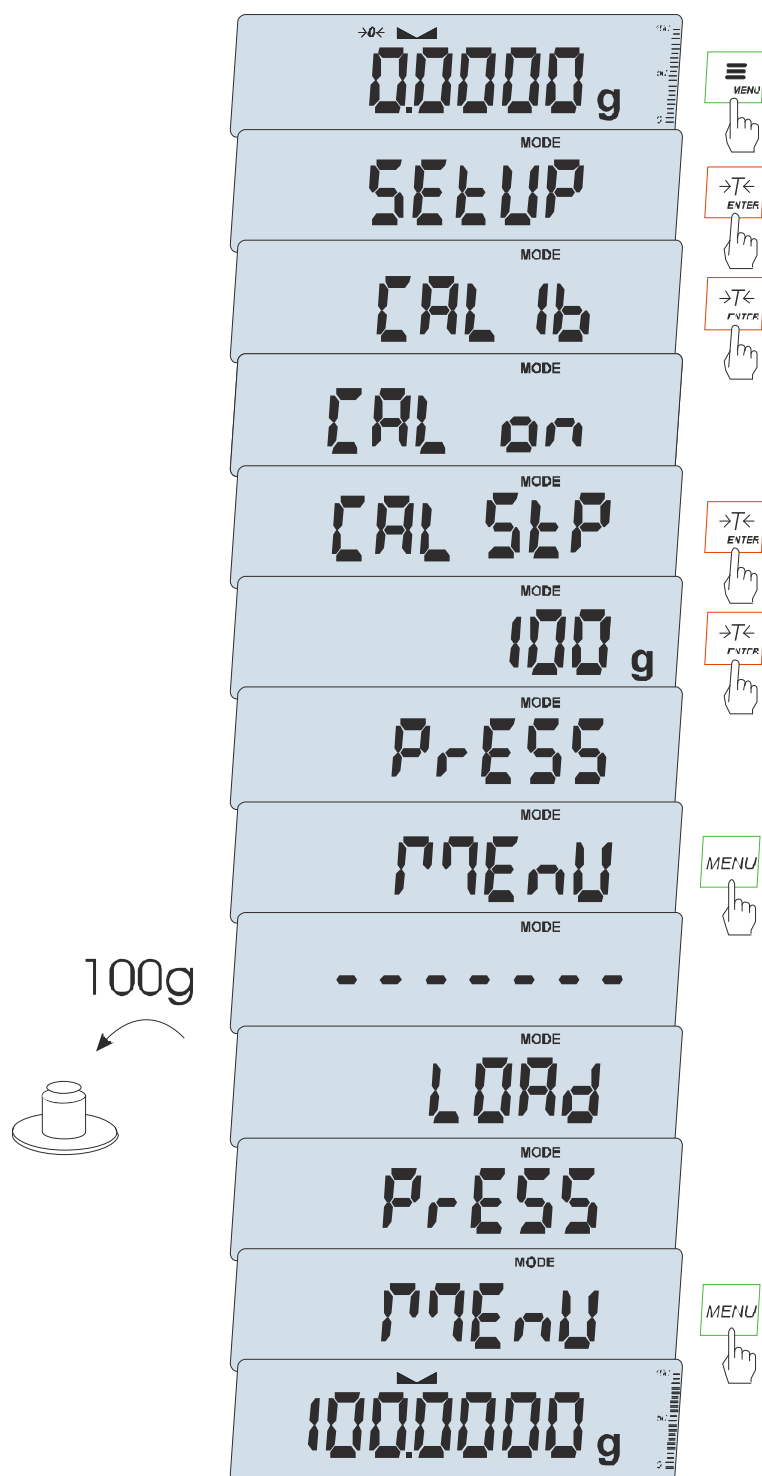 →0←
0.0000 g
MENU
MODE
SEtUP
→T←
ENTER
MODE
CAL Ib
→T←
ENTER
MODE
CAL on
MODE
CAL StP
→T←
ENTER
MODE
100 g
→T←
ENTER
MODE
PrESS
MODE
MEnU
MENU
MODE
-------
100g
MODE
LOAd
MODE
PrESS
MODE
MEnU
MENU
100.0000 g